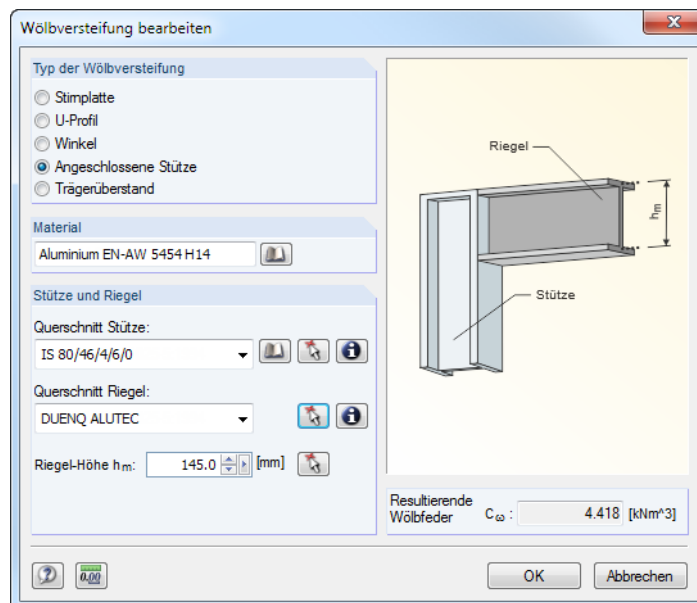 Wölbversteifung bearbeiten
Typ der Wölbversteifung
Stirnplatte
U-Profil
Winkel
Angeschlossene Stütze
Trägerüberstand
Material
Aluminium EN-AW 5454 H14
Stütze und Riegel
Querschnitt Stütze:
IS 80/46/4/6/0
Querschnitt Riegel:
DUENQ ALUTEC
Riegel-Höhe hm: 145.0 [mm]
Riegel
hm
Stütze
Resultierende
Wölbfeder Cω : 4.418 [kNm^3]
0.00
OK Abbrechen